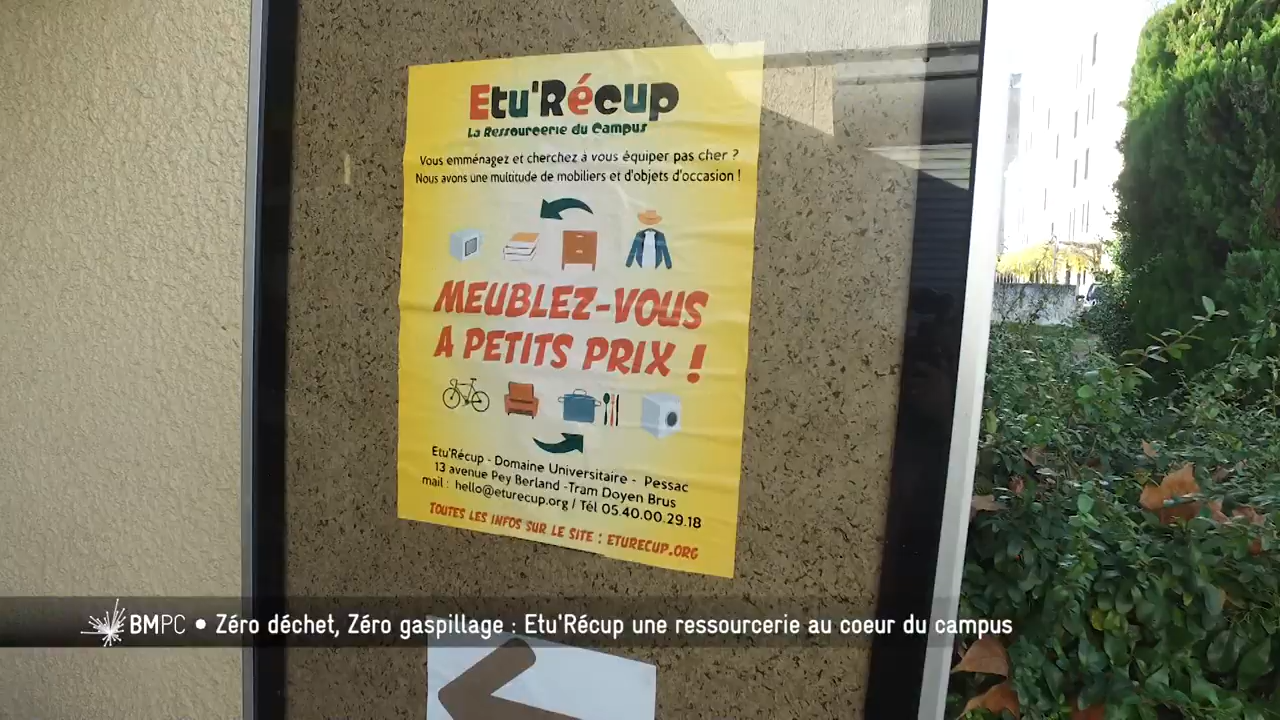 Etu'Récup
La Ressourcerie du Campus
Vous emménagez et cherchez à vous équiper pas cher ?
Nous avons une multitude de mobiliers et d'objets d'occasion !
MEUBLEZ-VOUS
A PETITS PRIX !
Etu'Récup - Domaine Universitaire - Pessac
13 avenue Pey Berland -Tram Doyen Brus
mail : hello@eturecup.org / Tél 05.40.00.29.18
TOUTES LES INFOS SUR LE SITE : ETURECUP.ORG
BMPC • Zéro déchet, Zéro gaspillage : Etu'Récup une ressourcerie au coeur du campus